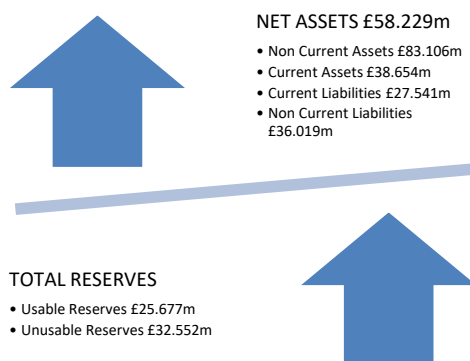 NET ASSETS £58.229m
• Non Current Assets £83.106m
• Current Assets £38.654m
• Current Liabilities £27.541m
• Non Current Liabilities
£36.019m
TOTAL RESERVES
• Usable Reserves £25.677m
• Unusable Reserves £32.552m